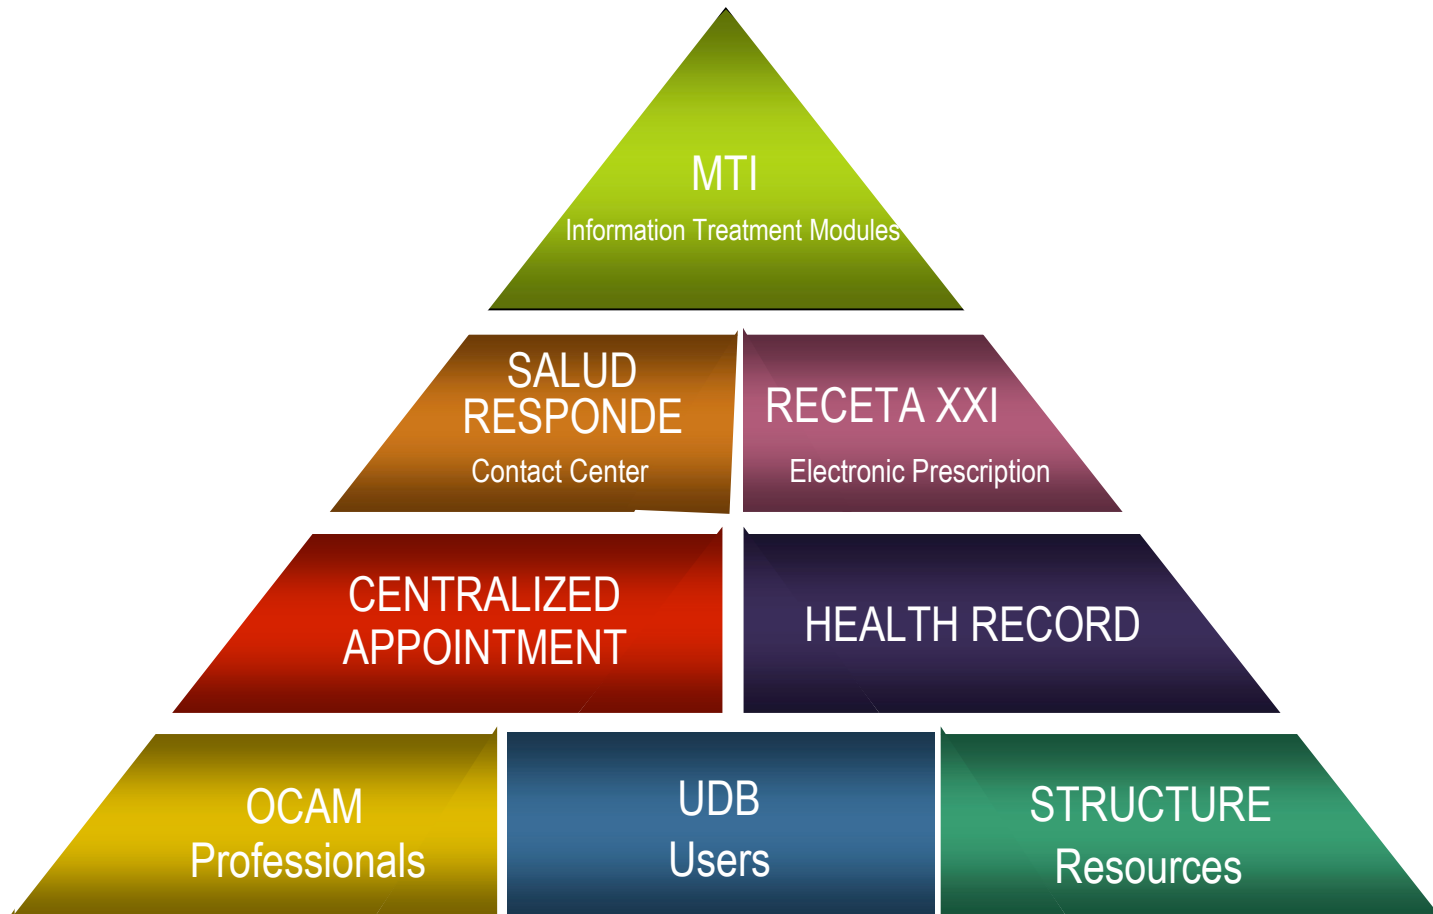 MTI
Information Treatment Modules
SALUD
RESPONDE
Contact Center
RECETA XXI
Electronic Prescription
CENTRALIZED
APPOINTMENT
HEALTH RECORD
OCAM
Professionals
UDB
Users
STRUCTURE
Resources